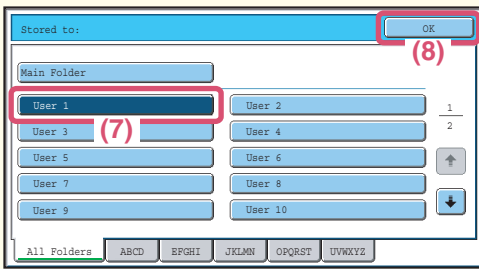 Stored to:
OK
(8)
Main Folder
User 1
User 2
1
(7)
User 3
User 4
2
User 5
User 6
User 7
User 8
User 9
User 10
All Folders
ABCD
EFGHI
JKLMN
OPQRST
UVWXYZ